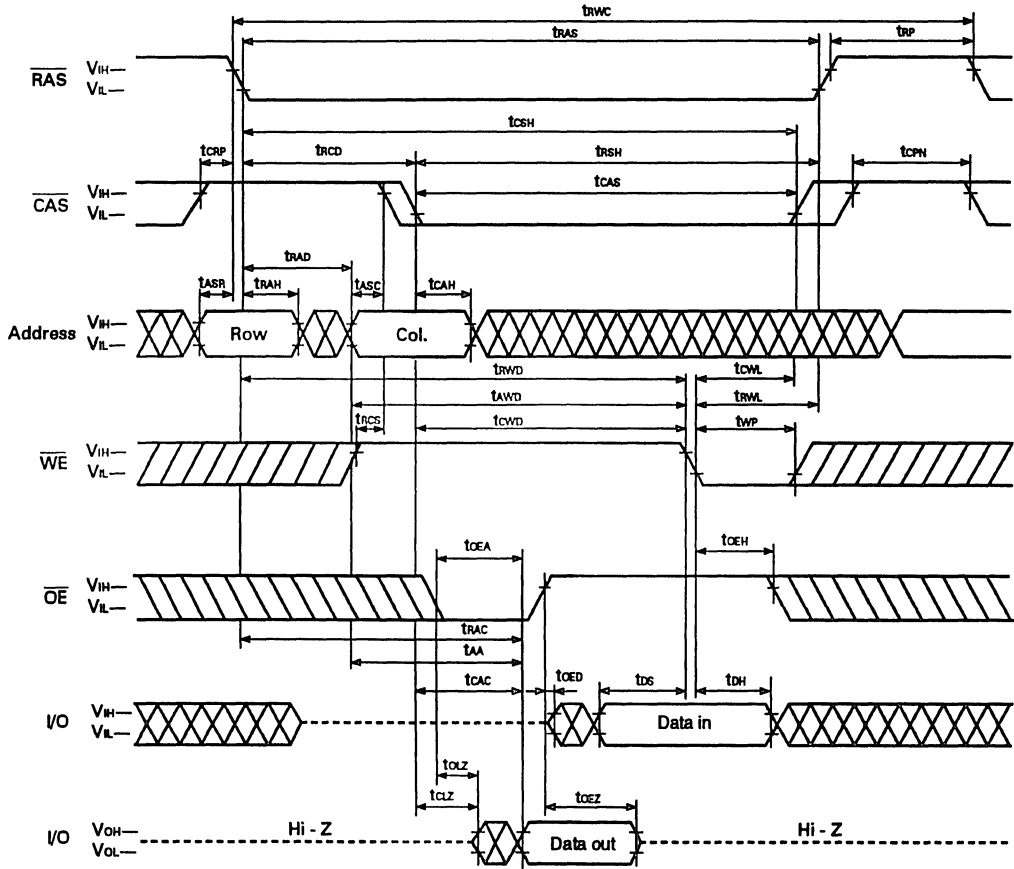 tRWC
tRAS
tRP
RAS
VIH
VIL
tCSH
tCRP
tRCD
tRSH
tCPN
CAS
VIH
VIL
tCAS
tRAD
tASR
tRAH
tASC
tCAH
Address
VIH
VIL
Row
Col.
tRWD
tCWL
tAWD
tRWL
tRCS
tCWD
tWP
WE
VIH
VIL
tOEA
tOEH
OE
VIH
VIL
tRAC
tAA
tCAC
tOED
tDS
tDH
I/O
VIH
VIL
Data in
tOLZ
tCLZ
tOEZ
I/O
VOH
VOL
Hi - Z
Data out
Hi - Z